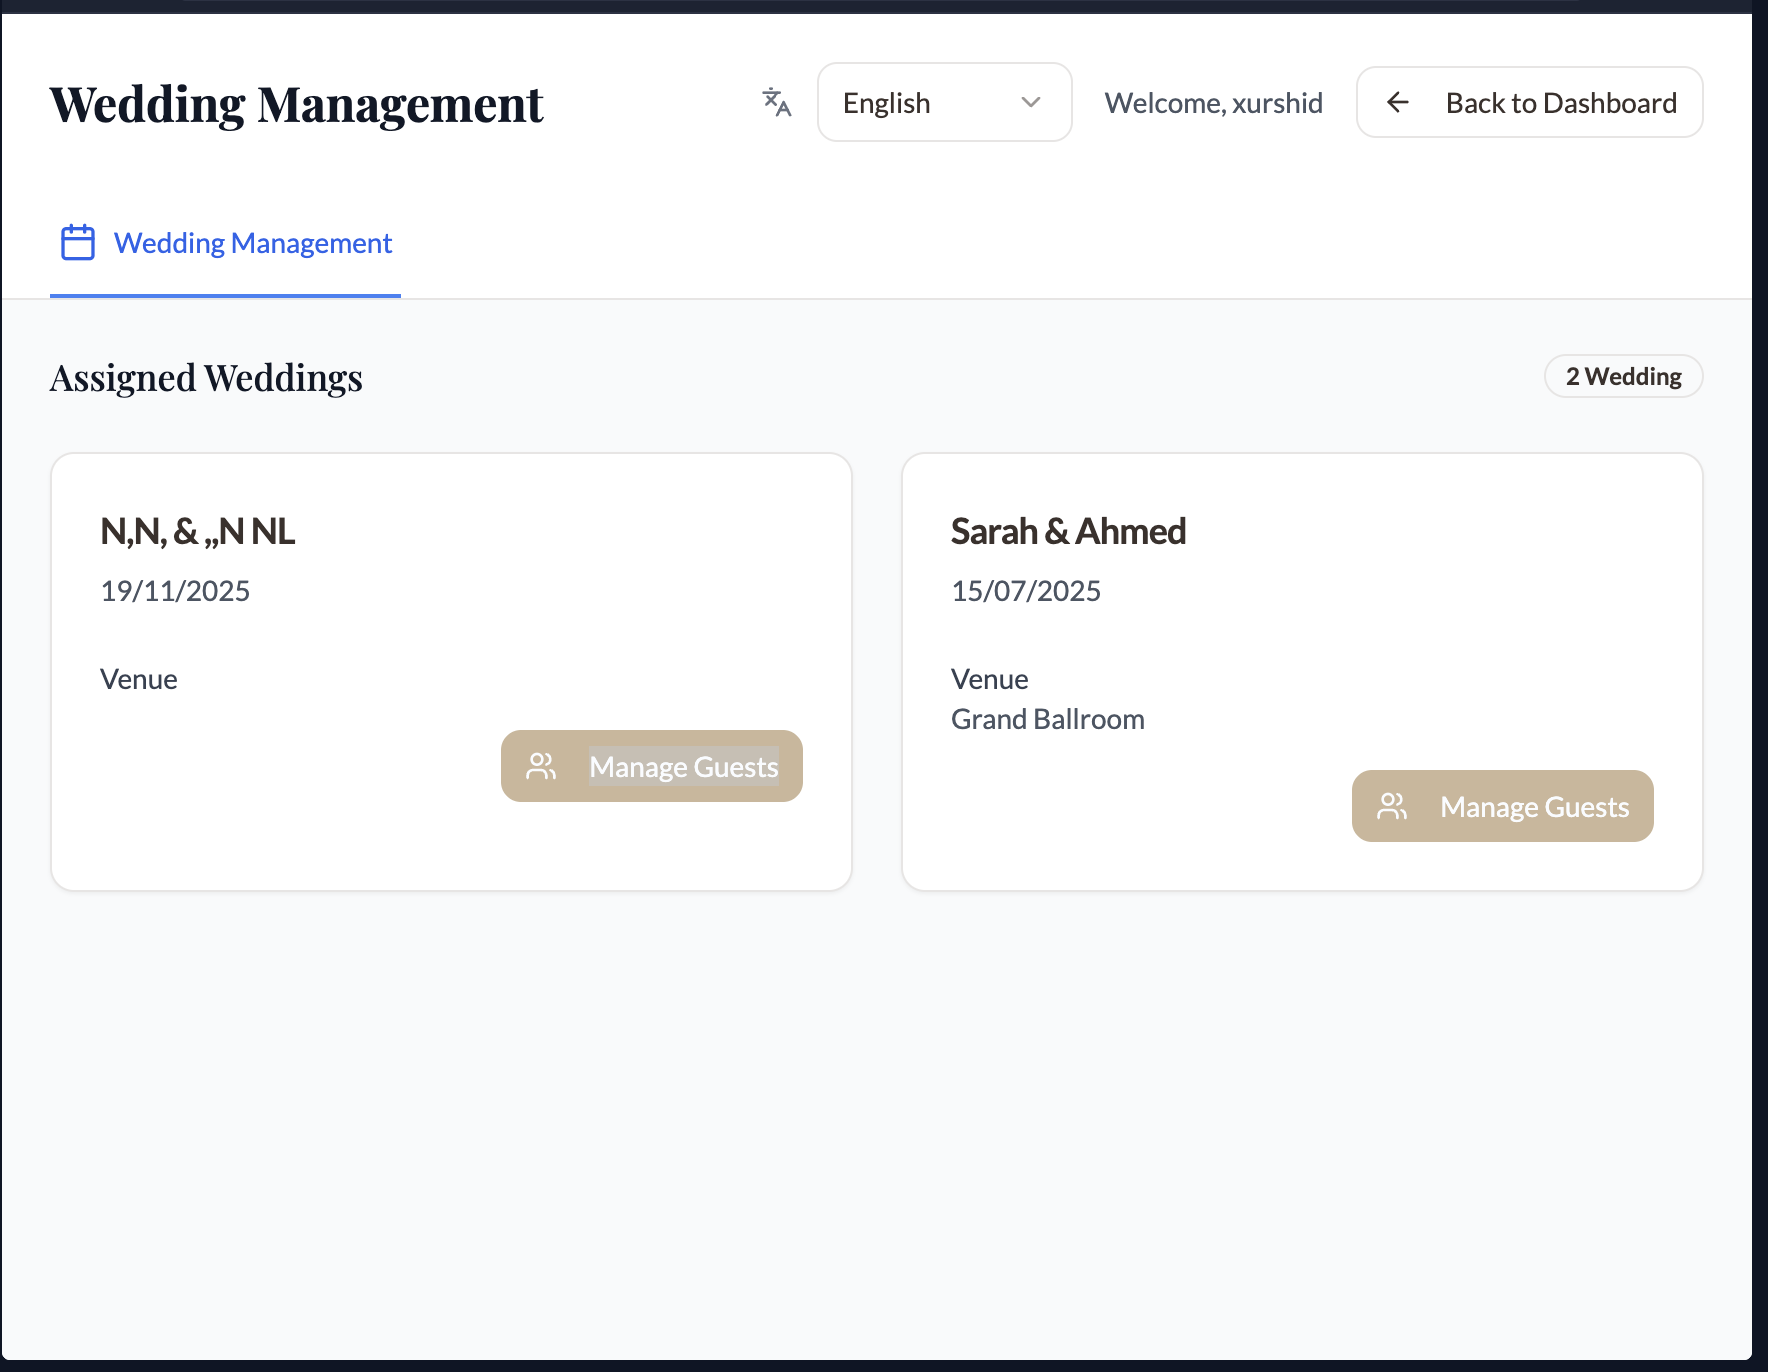 Wedding Management
English
Welcome, xurshid
Back to Dashboard
Wedding Management
Assigned Weddings
2 Wedding
N,N, & ,,N NL
19/11/2025
Venue
Manage Guests
Sarah & Ahmed
15/07/2025
Venue
Grand Ballroom
Manage Guests